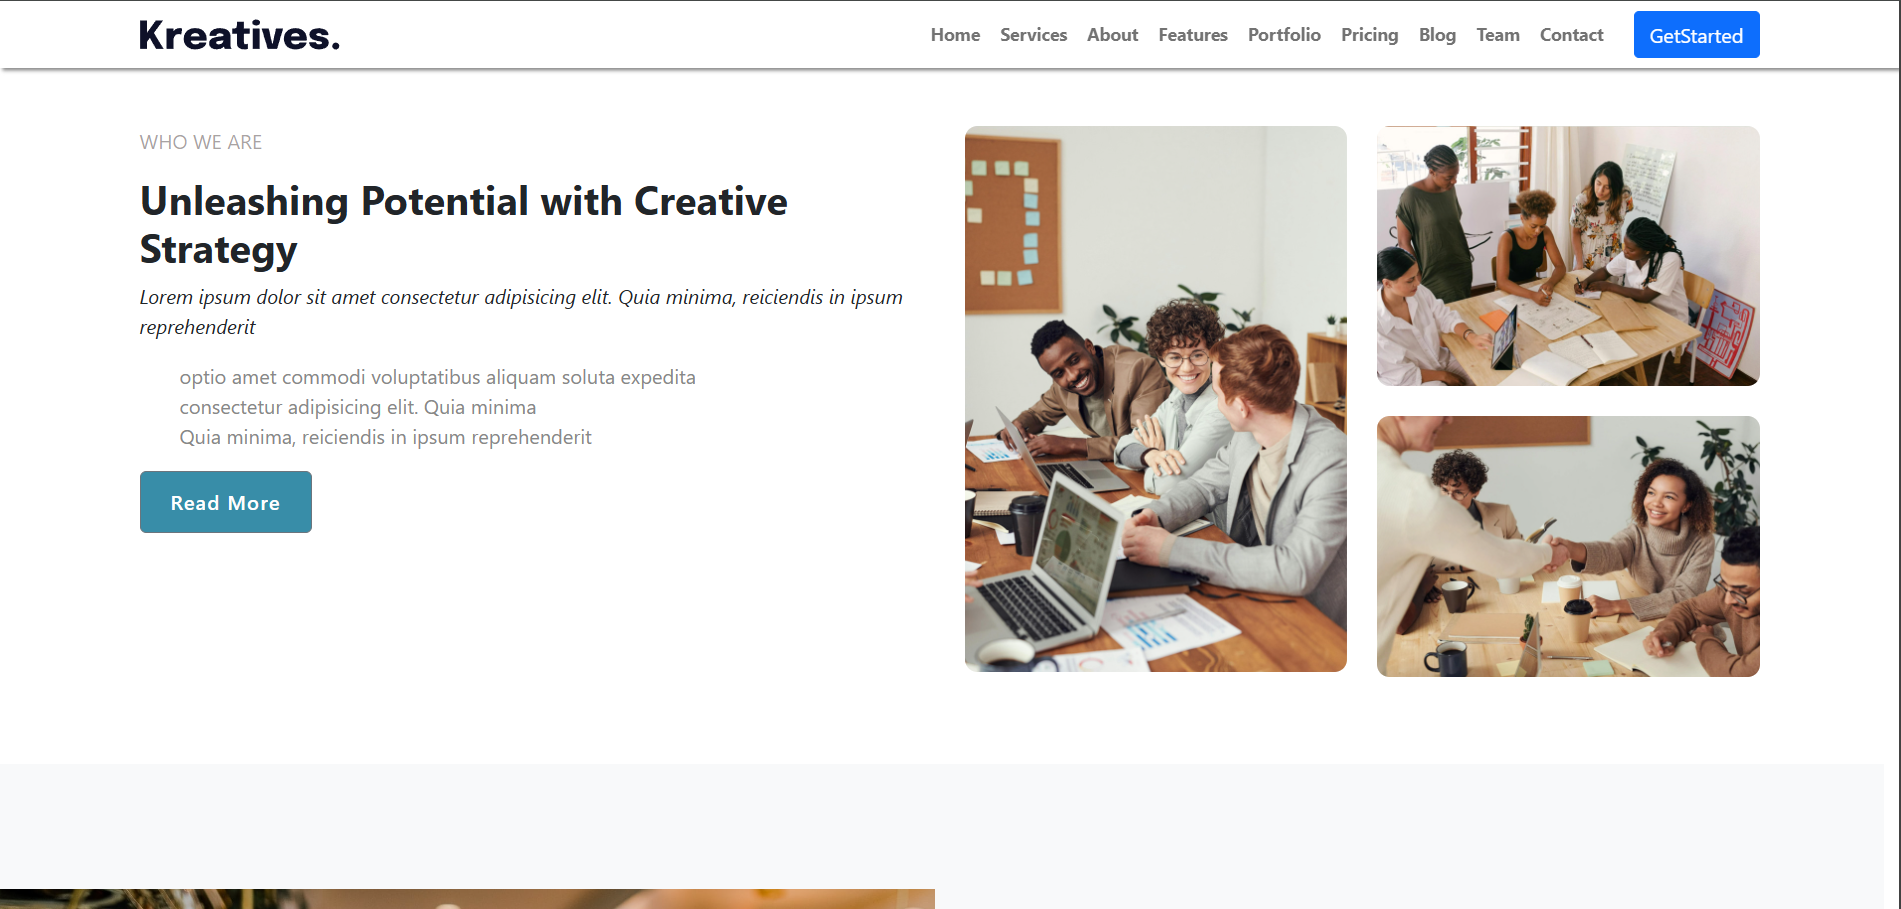 Kreatives.
Home Services About Features Portfolio Pricing Blog Team Contact GetStarted
WHO WE ARE
Unleashing Potential with Creative
Strategy
Lorem ipsum dolor sit amet consectetur adipisicing elit. Quia minima, reiciendis in ipsum
reprehenderit
optio amet commodi voluptatibus aliquam soluta expedita
consectetur adipisicing elit. Quia minima
Quia minima, reiciendis in ipsum reprehenderit
Read More